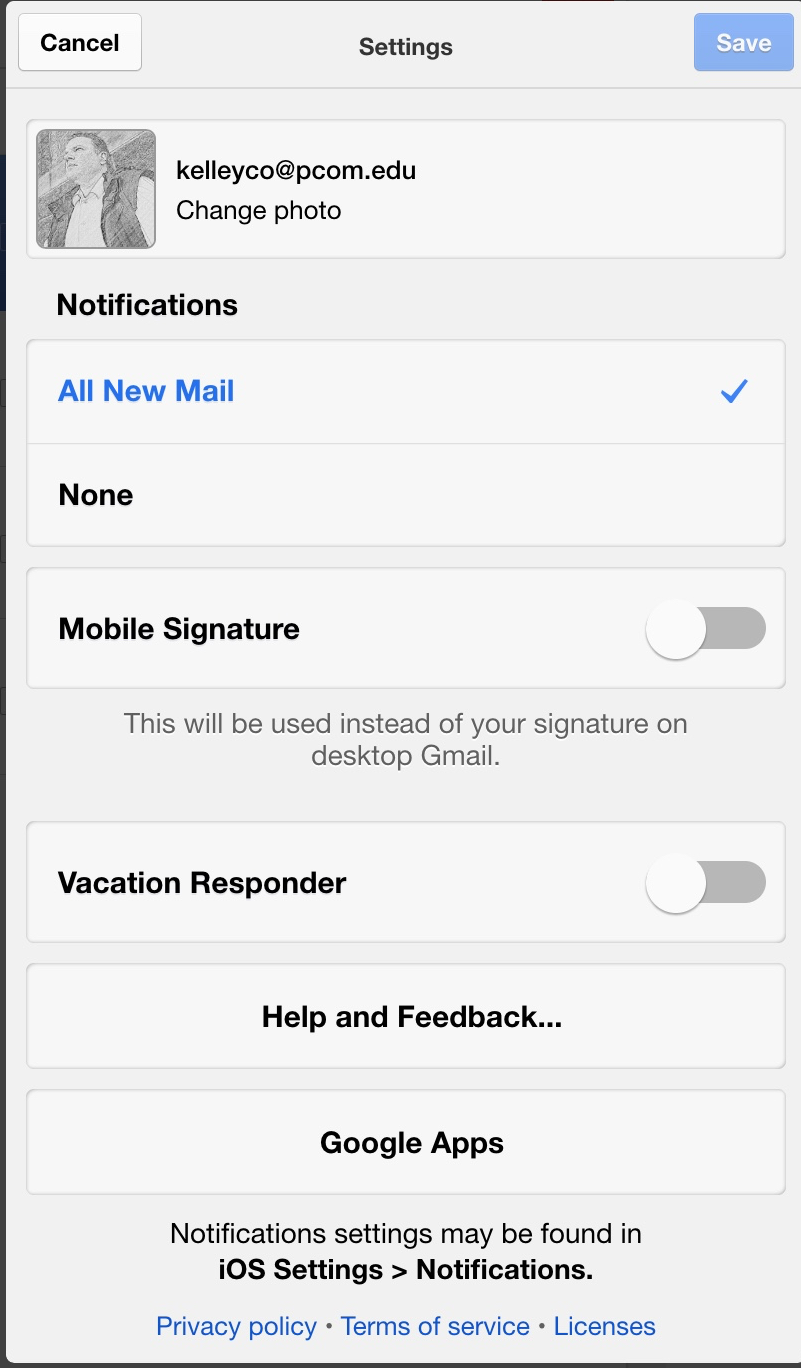 Cancel
Settings
Save
kelleyco@pcom.edu
Change photo
Notifications
All New Mail
None
Mobile Signature
This will be used instead of your signature on
desktop Gmail.
Vacation Responder
Help and Feedback...
Google Apps
Notifications settings may be found in
iOS Settings > Notifications.
Privacy policy • Terms of service • Licenses